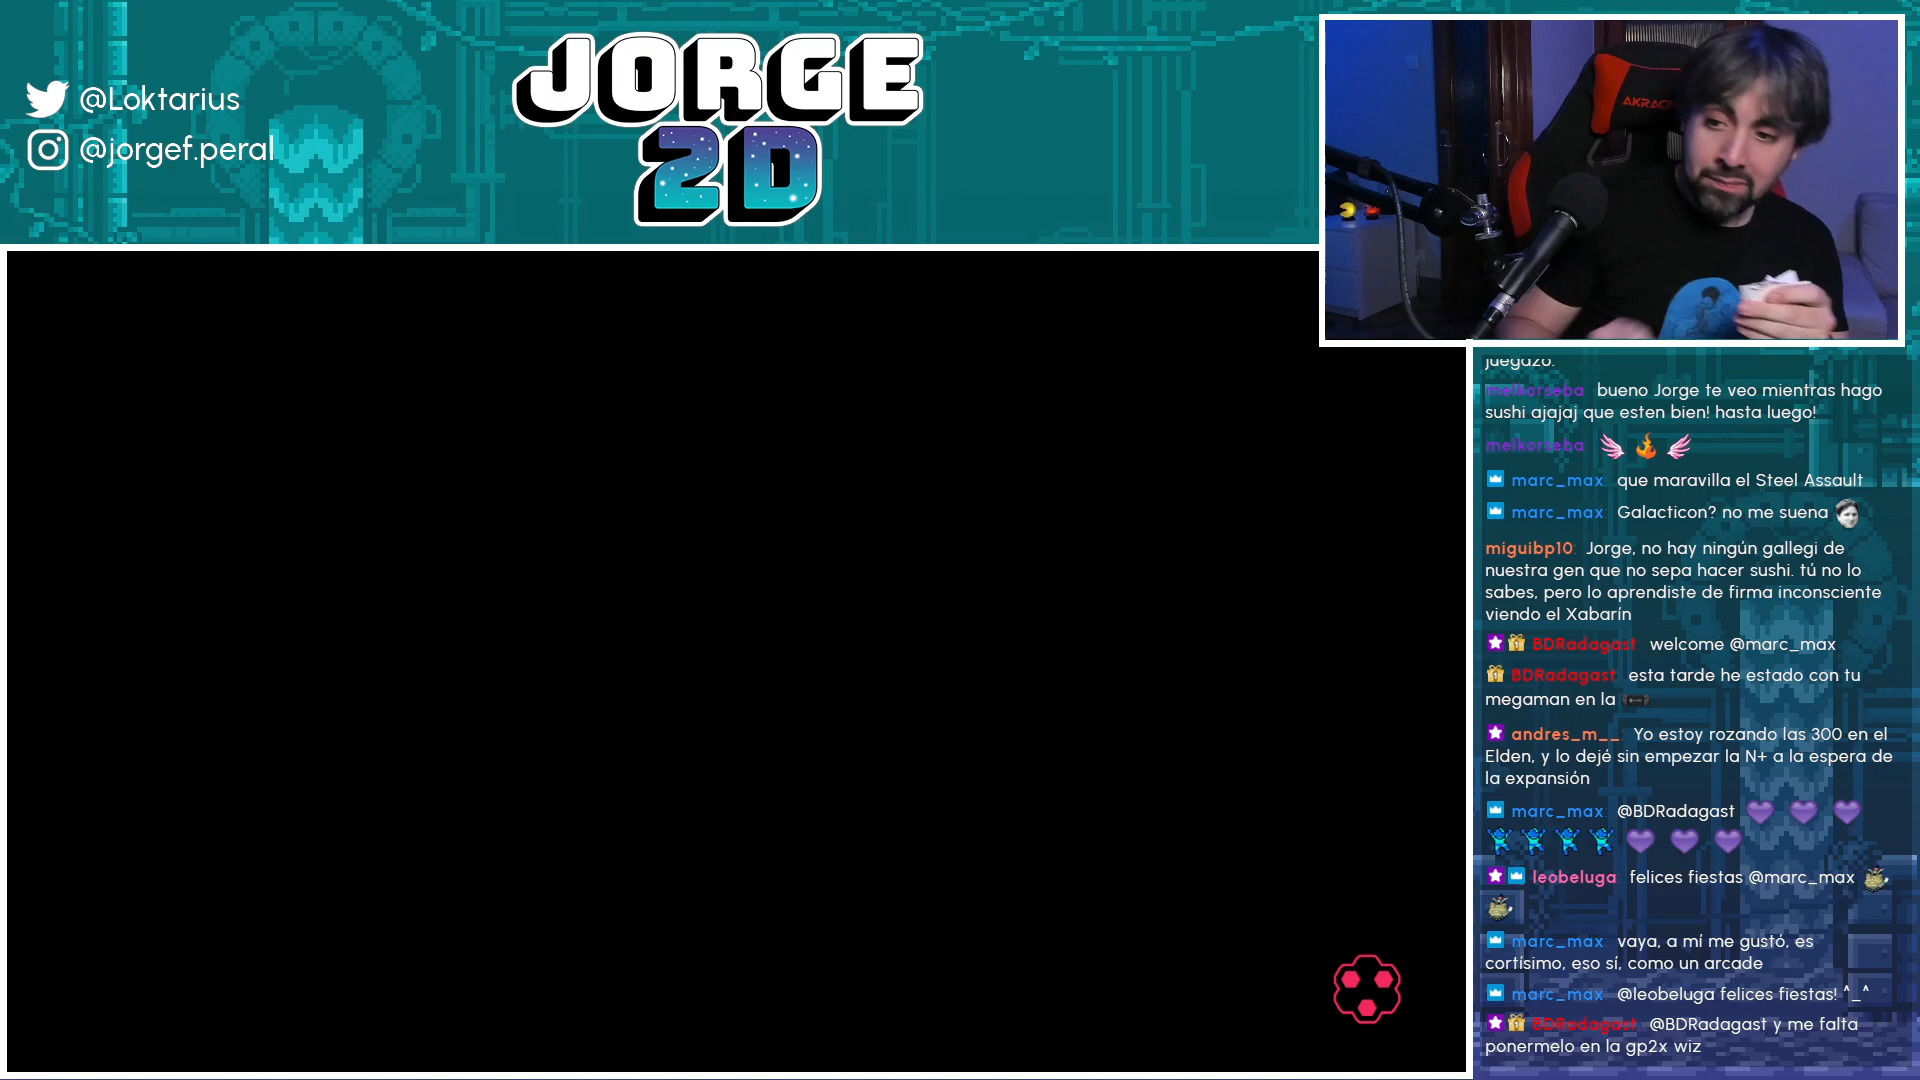 @Loktarius
@jorgef.peral
JORGE
2D
AKRACIN
juegazo.
melkorseba bueno Jorge te veo mientras hago
sushi ajajaj que esten bien! hasta luego!
melkorseba
marc_max: que maravilla el Steel Assault
marc_max: Galacticon? no me suena
miguibp10: Jorge, no hay ningún gallegi de
nuestra gen que no sepa hacer sushi. tú no lo
sabes, pero lo aprendiste de firma inconsciente
viendo el Xabarín
BDRadagast: welcome @marc_max
BDRadagast: esta tarde he estado con tu
megaman en la
andres_m__: Yo estoy rozando las 300 en el
Elden, y lo dejé sin empezar la N+ a la espera de
la expansión
marc_max: @BDRadagast
leobeluga: felices fiestas @marc_max
marc_max: vaya, a mí me gustó, es
cortísimo, eso sí, como un arcade
marc_max: @leobeluga felices fiestas! ^_^
BDRadagast: @BDRadagast y me falta
ponermelo en la gp2x wiz